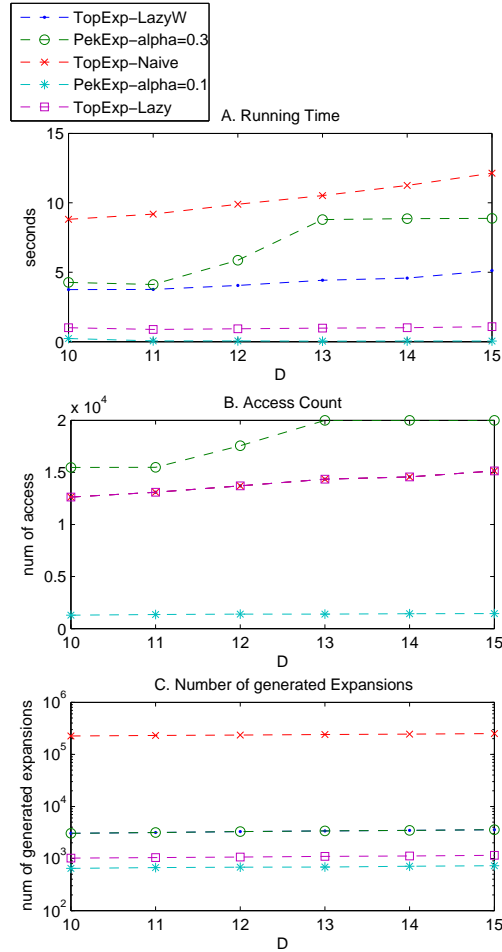 TopExp-LazyW
PekExp-alpha=0.3
TopExp-Naive
PekExp-alpha=0.1
TopExp-Lazy
A. Running Time
15
10
5
0
seconds
10 11 12 13 14 15
D
x 10^4
B. Access Count
2
1.5
1
0.5
0
num of access
10 11 12 13 14 15
D
C. Number of generated Expansions
10^6
10^5
10^4
10^3
10^2
num of generated expansions
10 11 12 13 14 15
D